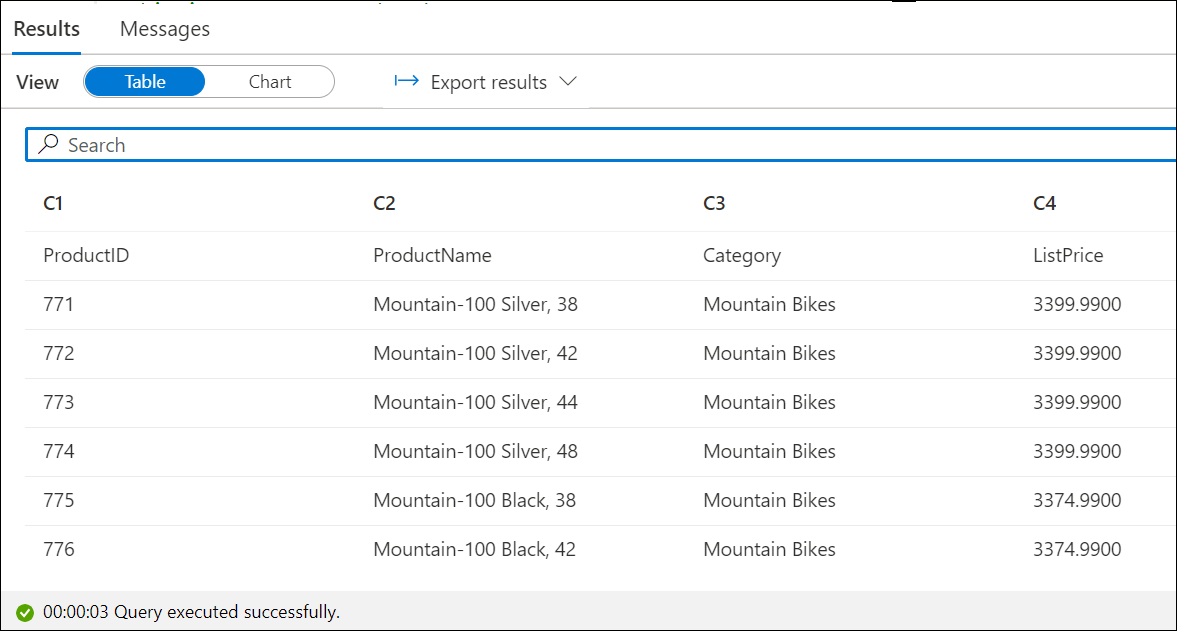 Results Messages
View Table Chart Export results
Search
C1 C2 C3 C4
ProductID ProductName Category ListPrice
771 Mountain-100 Silver, 38 Mountain Bikes 3399.9900
772 Mountain-100 Silver, 42 Mountain Bikes 3399.9900
773 Mountain-100 Silver, 44 Mountain Bikes 3399.9900
774 Mountain-100 Silver, 48 Mountain Bikes 3399.9900
775 Mountain-100 Black, 38 Mountain Bikes 3374.9900
776 Mountain-100 Black, 42 Mountain Bikes 3374.9900
00:00:03 Query executed successfully.